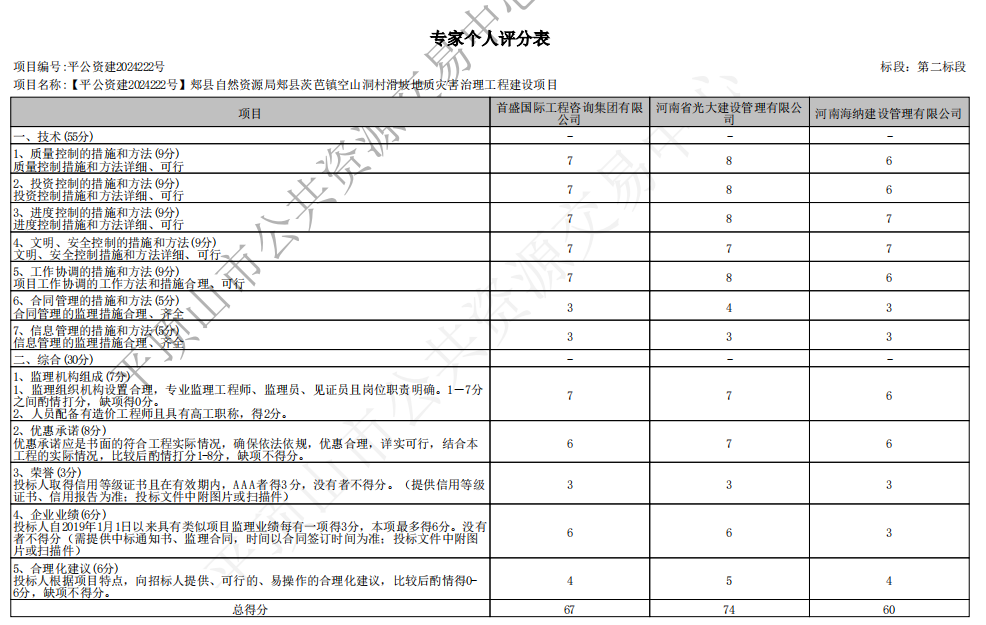 专家个人评分表
项目编号:平公资建2024222号
标段: 第二标段
项目名称:【平公资建2024222号】郏县自然资源局郏县茨芭镇空山洞村滑坡地质灾害治理工程建设项目
项目 首盛国际工程咨询集团有限公司 河南省光大建设管理有限公司 河南海纳建设管理有限公司
一、技术(55分) - - -
1、质量控制的措施和方法(9分)
质量控制措施和方法详细、可行 7 8 6
2、投资控制的措施和方法(9分)
投资控制措施和方法详细、可行 7 8 6
3、进度控制的措施和方法(9分)
进度控制措施和方法详细、可行 7 8 7
4、文明、安全控制的措施和方法(9分)
文明、安全控制措施和方法详细、可行 7 7 7
5、工作协调的措施和方法(9分)
项目工作协调的工作方法和措施合理、可行 7 8 6
6、合同管理的措施和方法(5分)
合同管理的监理措施合理、齐全 3 4 3
7、信息管理的措施和方法(5分)
信息管理的监理措施合理、齐全 3 3 3
二、综合(30分) - - -
1、监理机构组成(7分)
1、监理组织机构设置合理，专业监理工程师、监理员、见证员且岗位职责明确。1－7分
之间酌情打分，缺项得0分。
2、人员配备有造价工程师且具有高工职称，得2分。 7 7 6
2、优惠承诺(8分)
优惠承诺应是书面的符合工程实际情况，确保依法依规，优惠合理，详实可行，结合本
工程的实际情况，比较后酌情打分1-8分，缺项不得分。 6 7 6
3、荣誉(3分)
投标人取得信用等级证书且在有效期内，AAA者得3 分，没有者不得分。（提供信用等级
证书、信用报告为准；投标文件中附图片或扫描件） 3 3 3
4、企业业绩(6分)
投标人自2019年1月1日以来具有类似项目监理业绩每有一项得3分，本项最多得6分。没有
者不得分（需提供中标通知书、监理合同，时间以合同签订时间为准；投标文件中附图
片或扫描件） 6 6 3
5、合理化建议(6分)
投标人根据项目特点，向招标人提供、可行的、易操作的合理化建议，比较后酌情得0-
6分，缺项不得分。 4 5 4
总得分 67 74 60
平顶山市公共资源交易中心
平顶山市公共资源交易中心